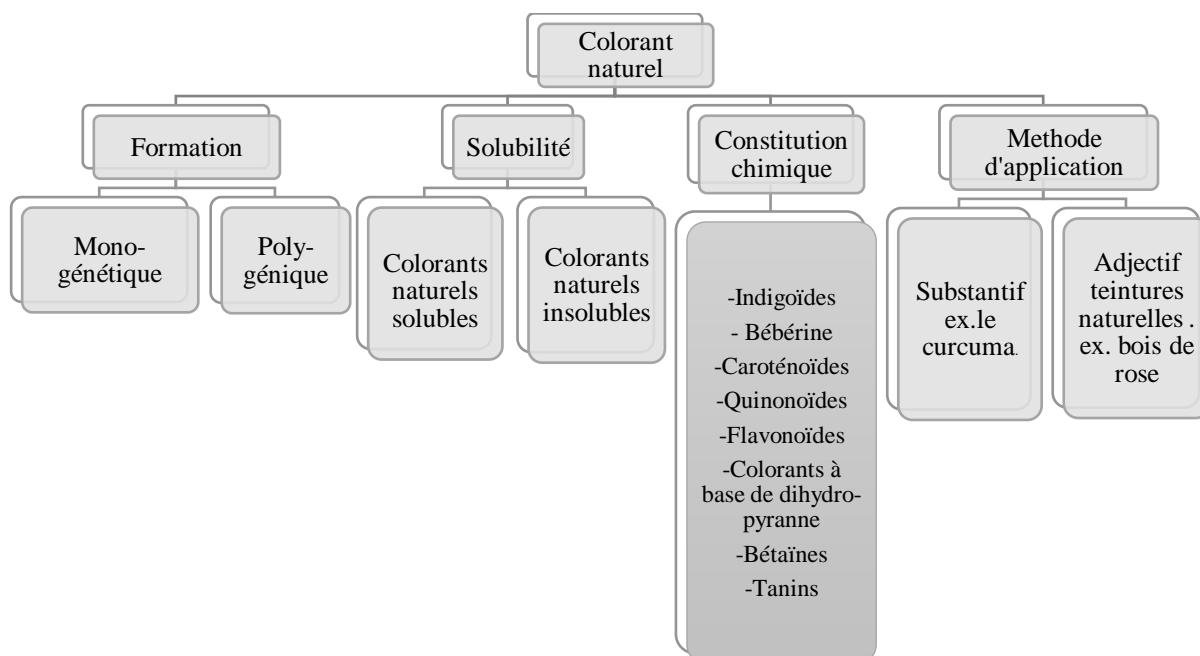 Colorant
naturel
Formation
Solubilité
Constitution
chimique
Methode
d'application
Mono-
génétique
Poly-
génique
Colorants
naturels
solubles
Colorants
naturels
insolubles
-Indigoïdes
- Bébérine
-Caroténoïdes
-Quinonoïdes
-Flavonoïdes
-Colorants à
base de dihydro-
pyranne
-Bétaïnes
-Tanins
Substantif
ex.le
curcuma.
Adjectif
teintures
naturelles .
ex. bois de
rose